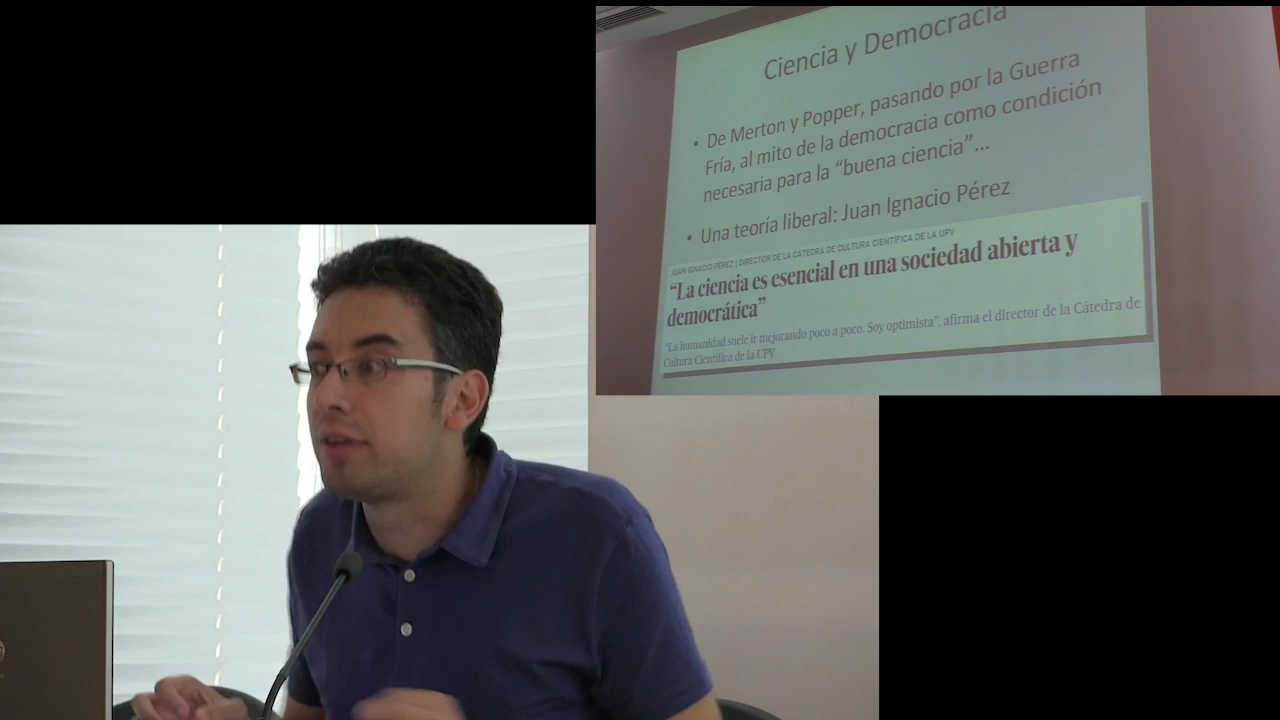 Ciencia y Democracia
• De Merton y Popper, pasando por la Guerra
Fría, al mito de la democracia como condición
necesaria para la “buena ciencia”...
• Una teoría liberal: Juan Ignacio Pérez
JUAN IGNACIO PÉREZ | DIRECTOR DE LA CÁTEDRA DE CULTURA CIENTÍFICA DE LA UPV
“La ciencia es esencial en una sociedad abierta y
democrática”
“La humanidad suele ir mejorando poco a poco. Soy optimista”, afirma el director de la Cátedra de
Cultura Científica de la UPV